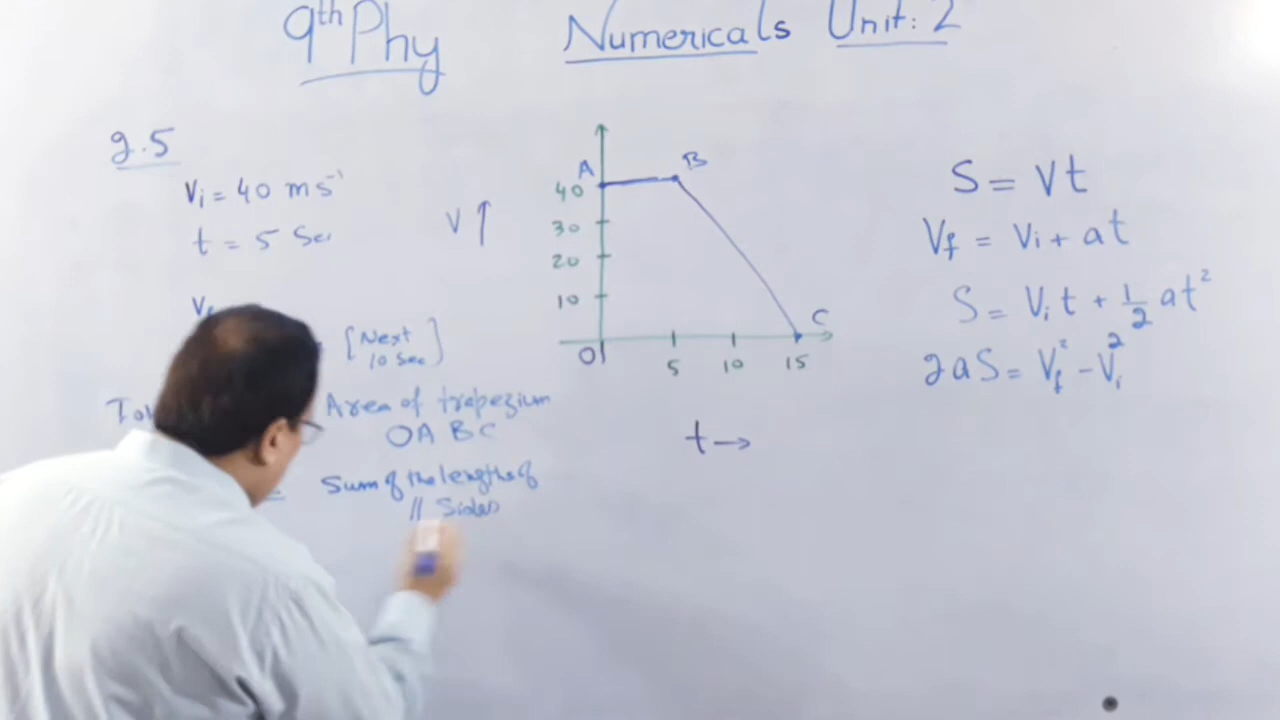 9th Phy Numericals Unit: 2
2.5
Vi = 40 ms⁻¹
t = 5 Sec
[Next
10 Sec]
Area of trapezium
OABC
Sum of the lengths of
|| Sides
V ↑
A
B
40
30
20
10
O
5 10 15
C
t →
S = Vt
Vf = Vi + at
S = Vit + 1/2 at²
2aS = Vf² - Vi²